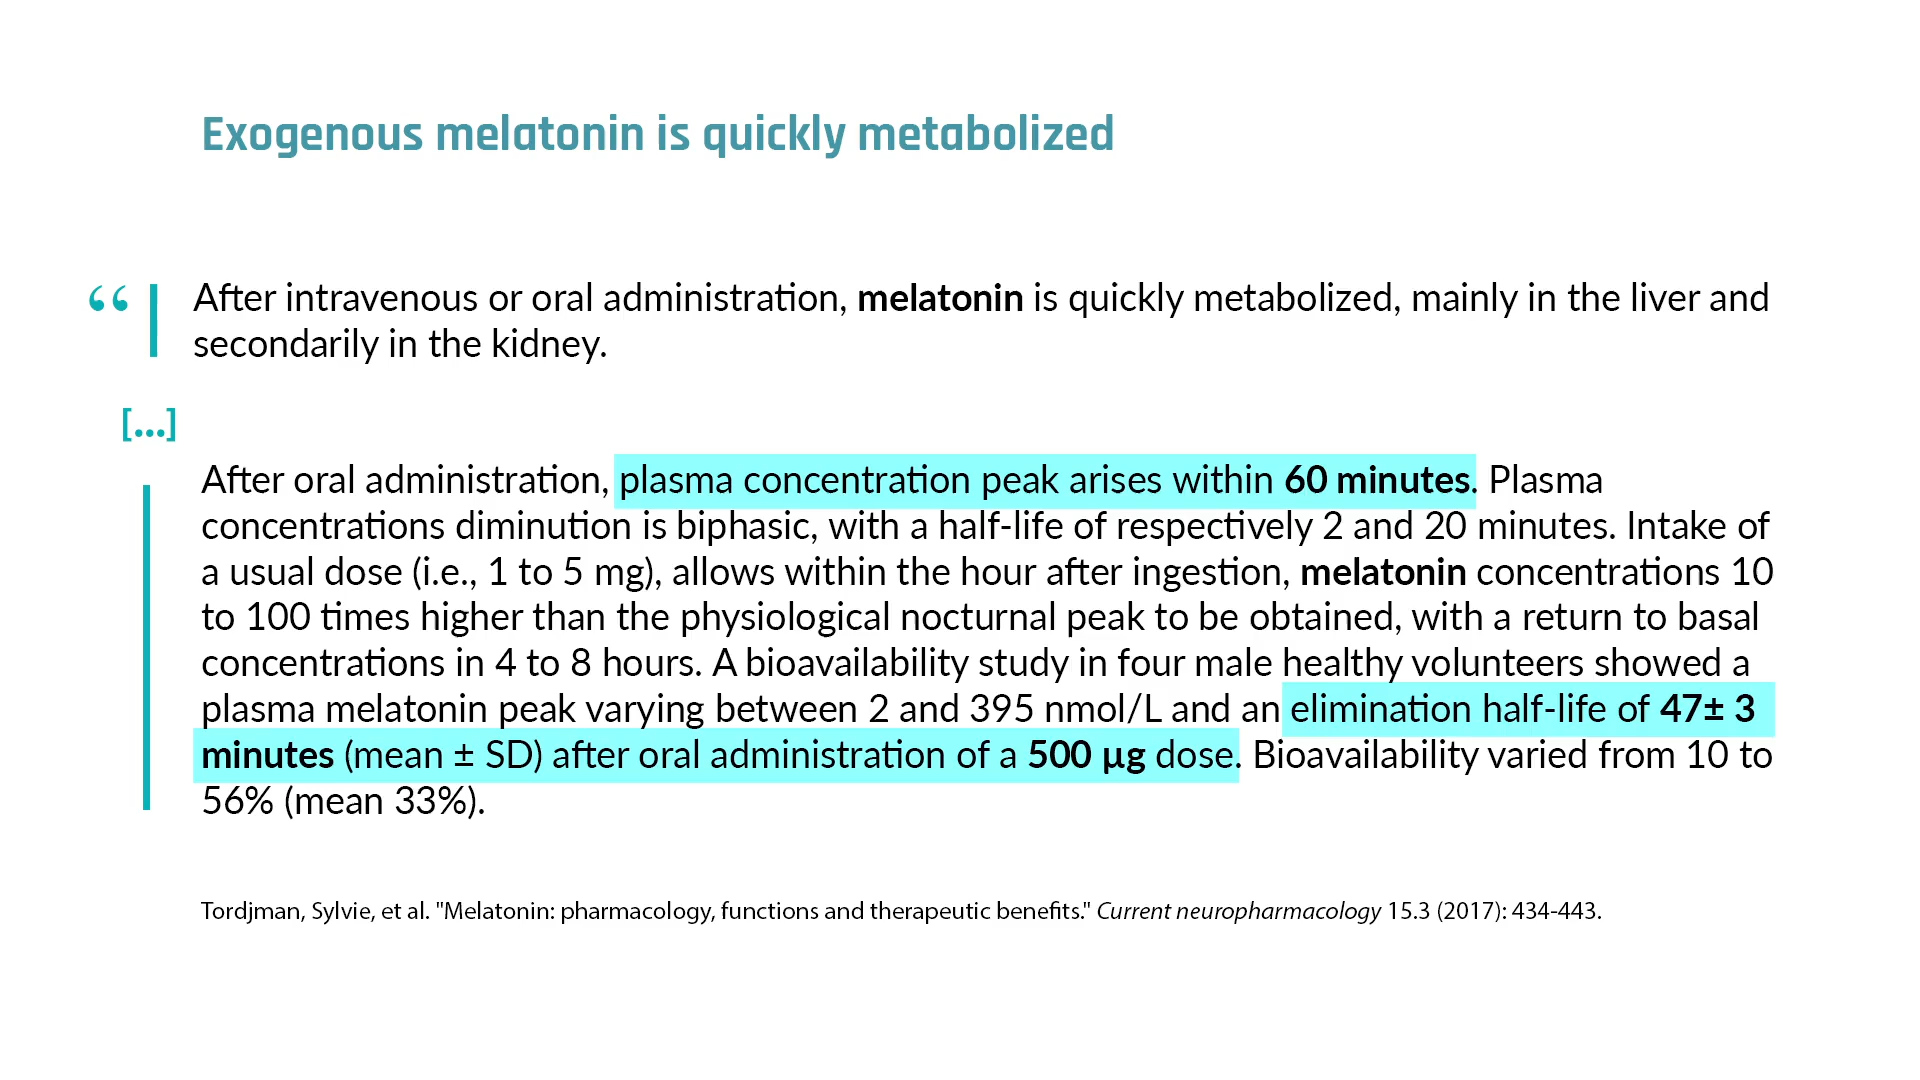 Exogenous melatonin is quickly metabolized
“ After intravenous or oral administration, melatonin is quickly metabolized, mainly in the liver and
secondarily in the kidney.
[...]
After oral administration, plasma concentration peak arises within 60 minutes. Plasma
concentrations diminution is biphasic, with a half-life of respectively 2 and 20 minutes. Intake of
a usual dose (i.e., 1 to 5 mg), allows within the hour after ingestion, melatonin concentrations 10
to 100 times higher than the physiological nocturnal peak to be obtained, with a return to basal
concentrations in 4 to 8 hours. A bioavailability study in four male healthy volunteers showed a
plasma melatonin peak varying between 2 and 395 nmol/L and an elimination half-life of 47± 3
minutes (mean ± SD) after oral administration of a 500 µg dose. Bioavailability varied from 10 to
56% (mean 33%).
Tordjman, Sylvie, et al. "Melatonin: pharmacology, functions and therapeutic benefits." Current neuropharmacology 15.3 (2017): 434-443.